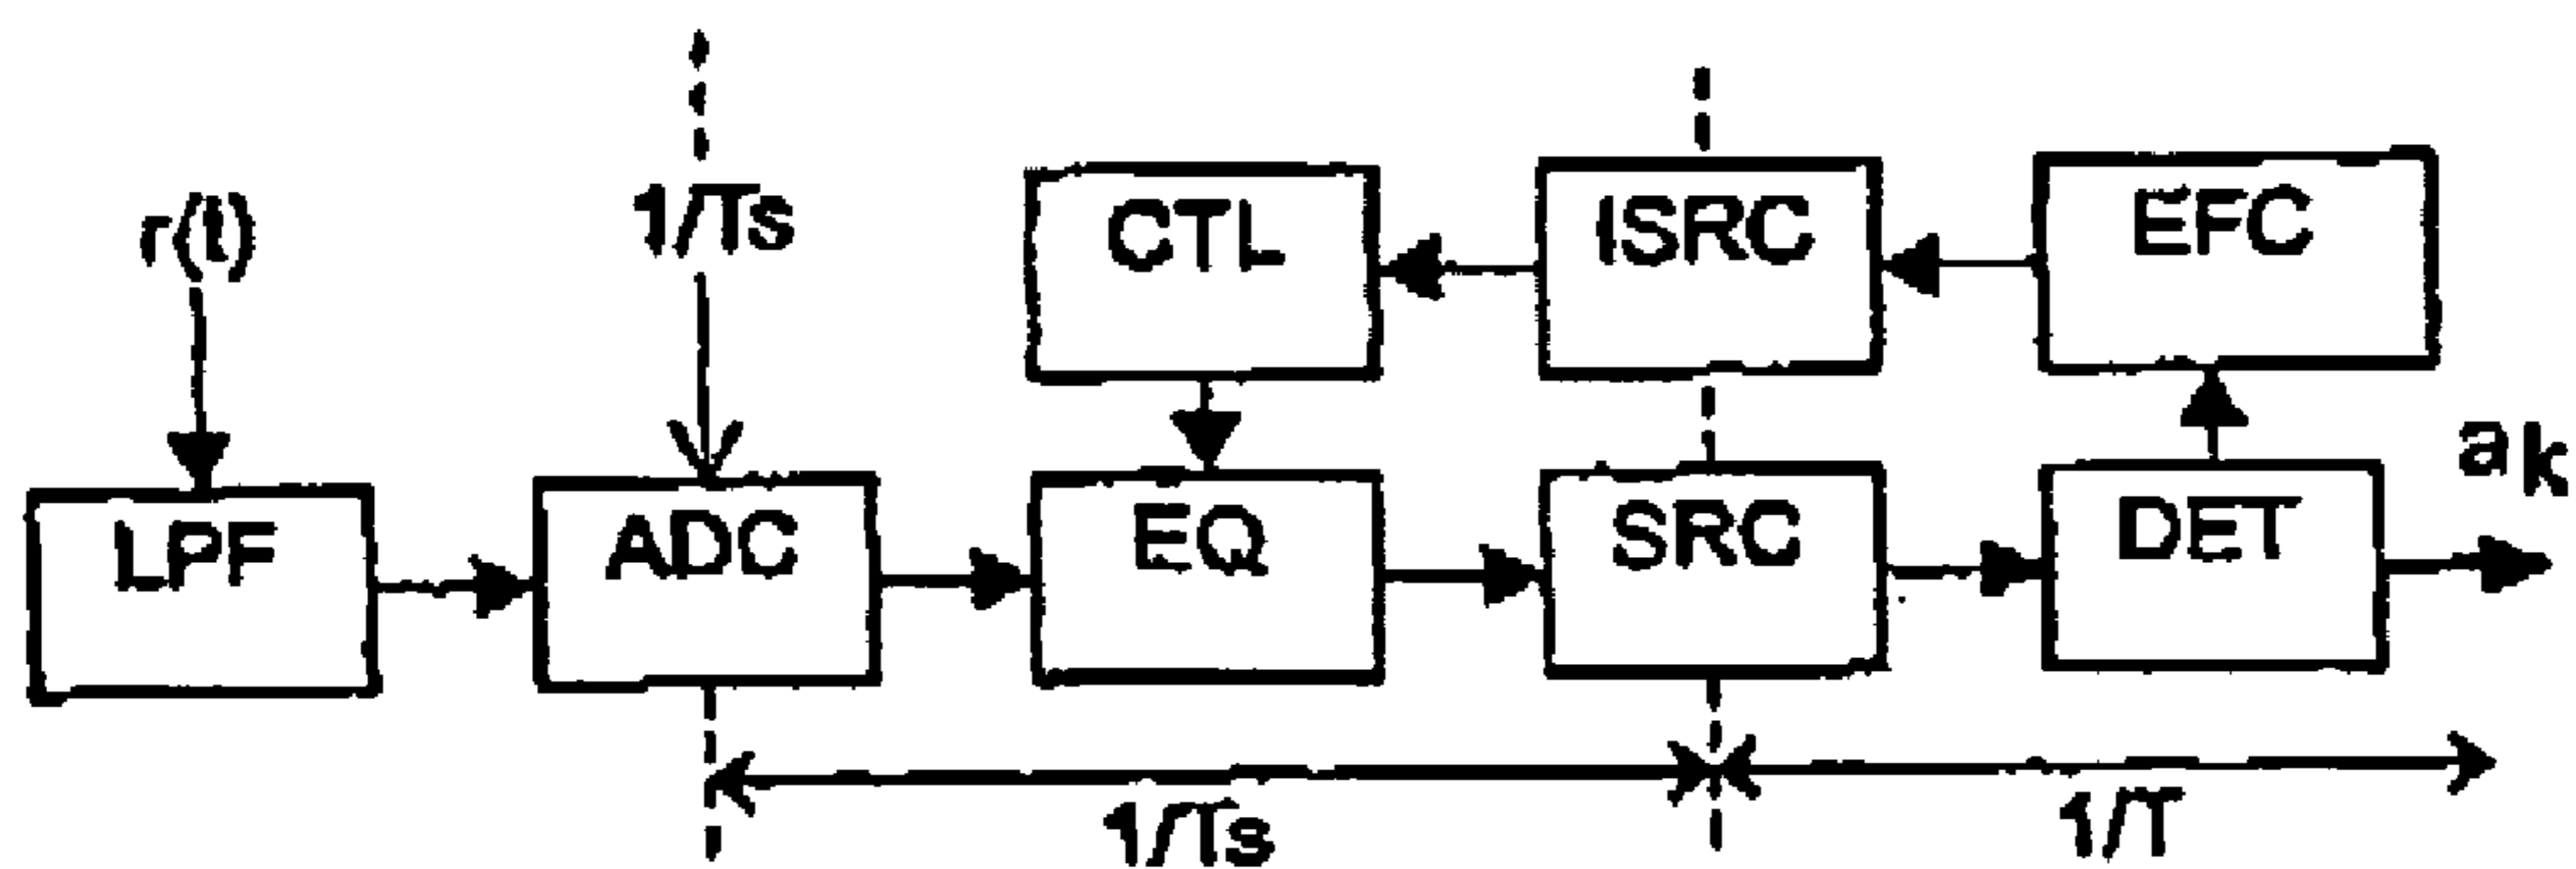 r(t)
1/Ts
CTL
ISRC
EFC
LPF
ADC
EQ
SRC
DET
ak
1/Ts
1/T